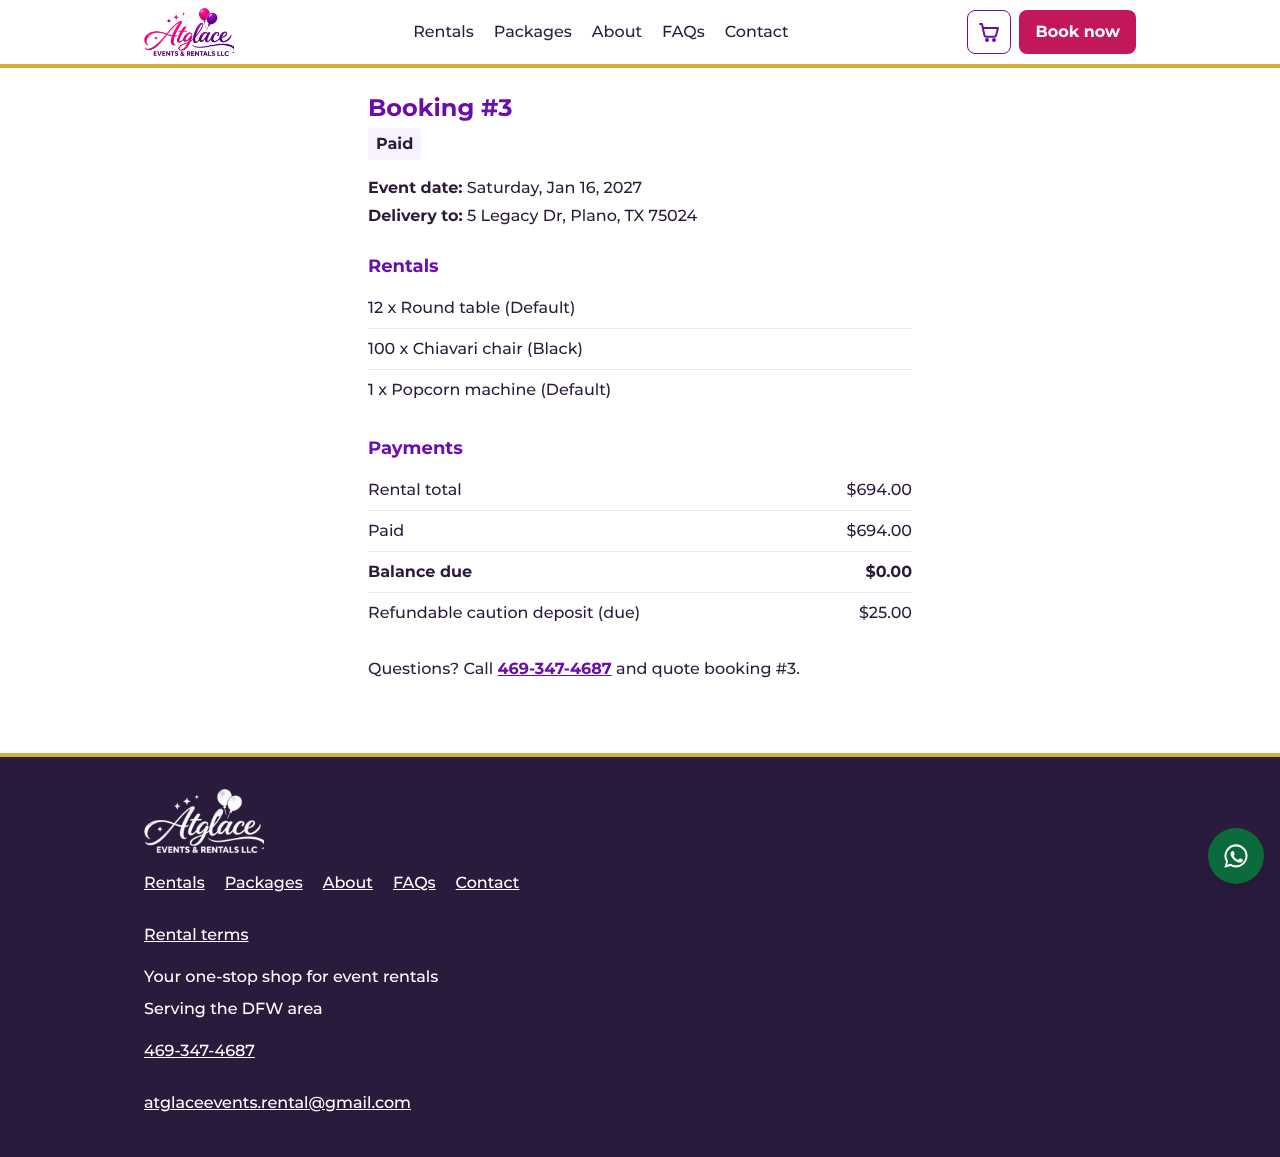 Atglace
EVENTS & RENTALS LLC
Rentals Packages About FAQs Contact
Book now
Booking #3
Paid
Event date: Saturday, Jan 16, 2027
Delivery to: 5 Legacy Dr, Plano, TX 75024
Rentals
12 x Round table (Default)
100 x Chiavari chair (Black)
1 x Popcorn machine (Default)
Payments
Rental total $694.00
Paid $694.00
Balance due $0.00
Refundable caution deposit (due) $25.00
Questions? Call 469-347-4687 and quote booking #3.
Atglace
EVENTS & RENTALS LLC
Rentals Packages About FAQs Contact
Rental terms
Your one-stop shop for event rentals
Serving the DFW area
469-347-4687
atglaceevents.rental@gmail.com